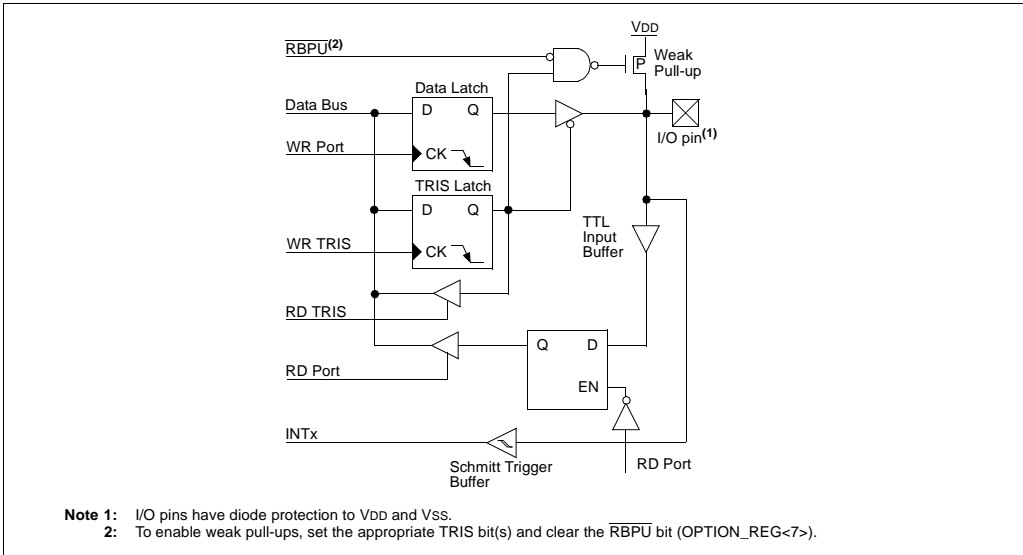 VDD
RBPU(2)
Weak
P
Pull-up
Data Latch
Data Bus
D Q
I/O pin(1)
WR Port
CK
TRIS Latch
D Q
TTL
Input
Buffer
WR TRIS
CK
RD TRIS
Q D
RD Port
EN
INTx
Schmitt Trigger
Buffer
RD Port
Note 1: I/O pins have diode protection to VDD and VSS.
2: To enable weak pull-ups, set the appropriate TRIS bit(s) and clear the RBPU bit (OPTION_REG<7>).